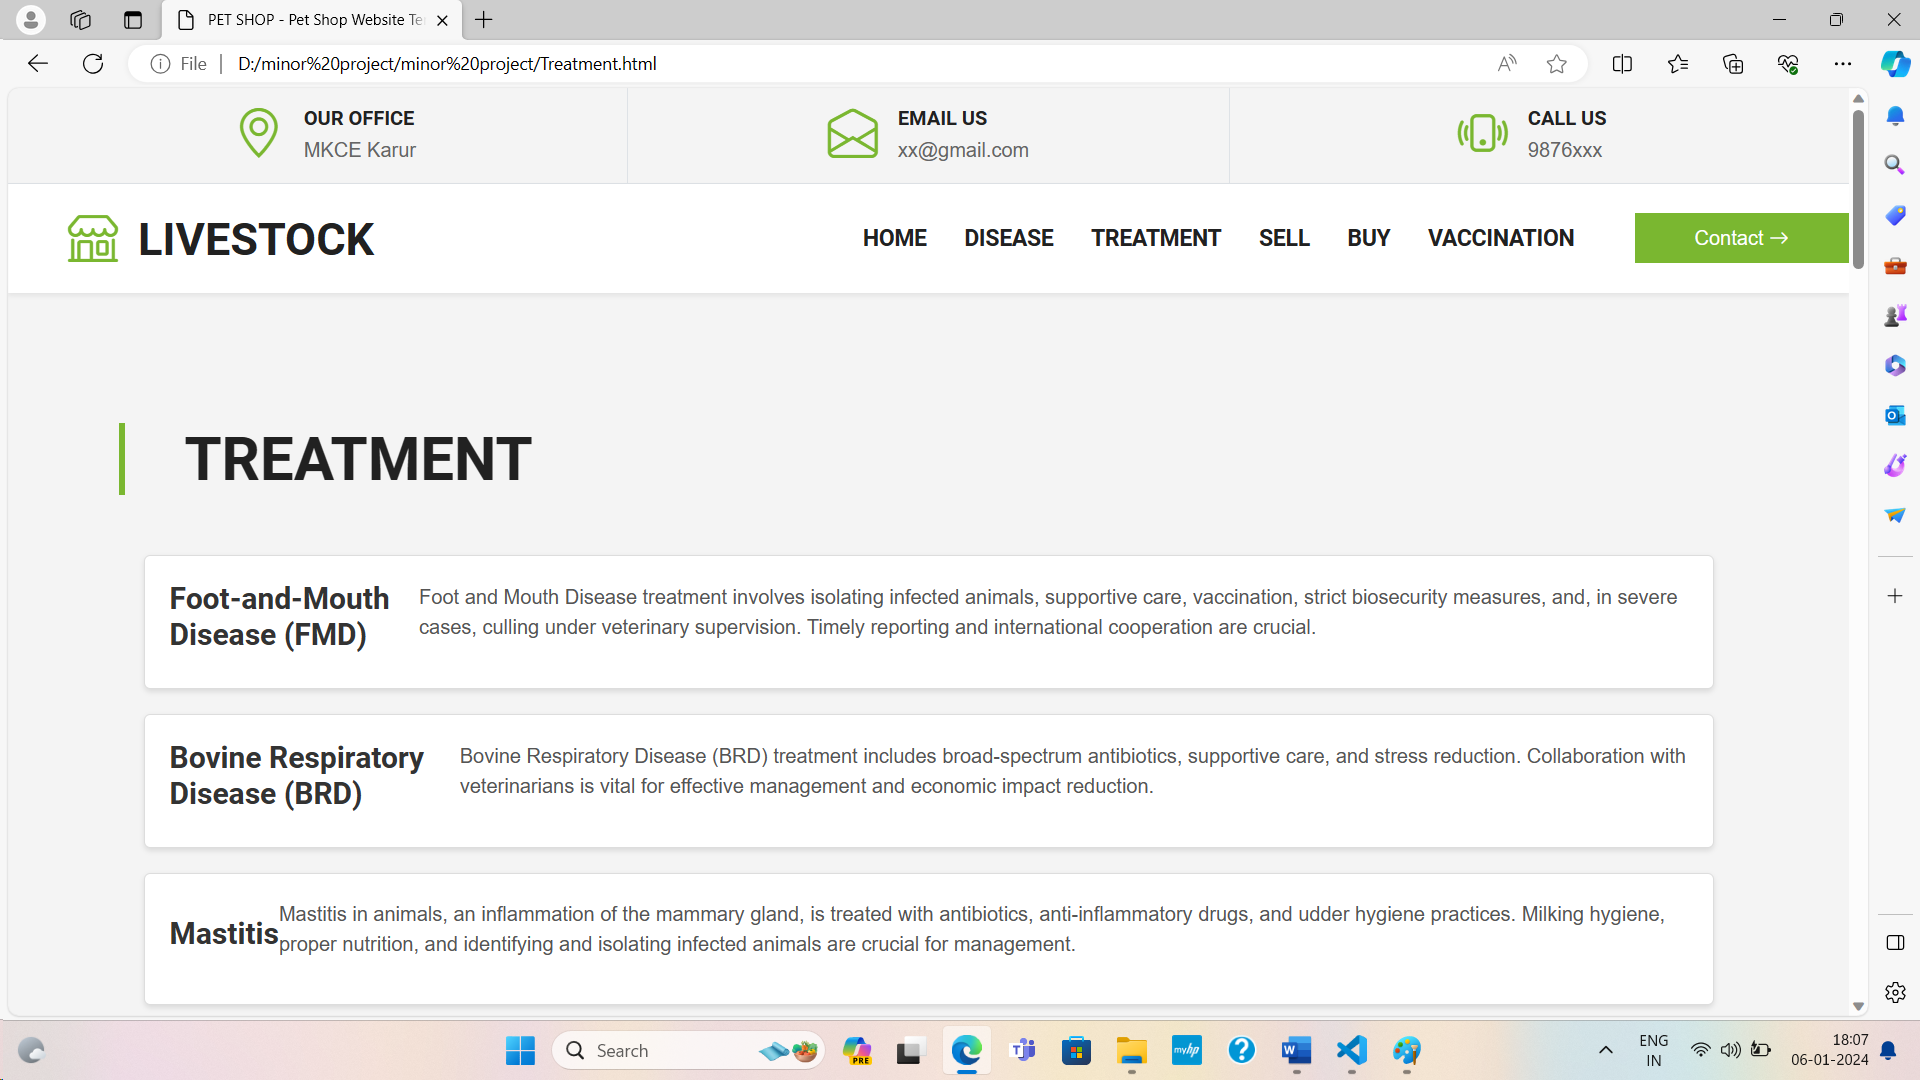 PET SHOP - Pet Shop Website Te
File
D:/minor%20project/minor%20project/Treatment.html
OUR OFFICE
MKCE Karur
EMAIL US
xx@gmail.com
CALL US
9876xxx
LIVESTOCK
HOME DISEASE TREATMENT SELL BUY VACCINATION
Contact →
TREATMENT
Foot-and-Mouth
Disease (FMD)
Foot and Mouth Disease treatment involves isolating infected animals, supportive care, vaccination, strict biosecurity measures, and, in severe
cases, culling under veterinary supervision. Timely reporting and international cooperation are crucial.
Bovine Respiratory
Disease (BRD)
Bovine Respiratory Disease (BRD) treatment includes broad-spectrum antibiotics, supportive care, and stress reduction. Collaboration with
veterinarians is vital for effective management and economic impact reduction.
Mastitis
Mastitis in animals, an inflammation of the mammary gland, is treated with antibiotics, anti-inflammatory drugs, and udder hygiene practices. Milking hygiene,
proper nutrition, and identifying and isolating infected animals are crucial for management.
Search
PRE
myhp
ENG
IN
18:07
06-01-2024